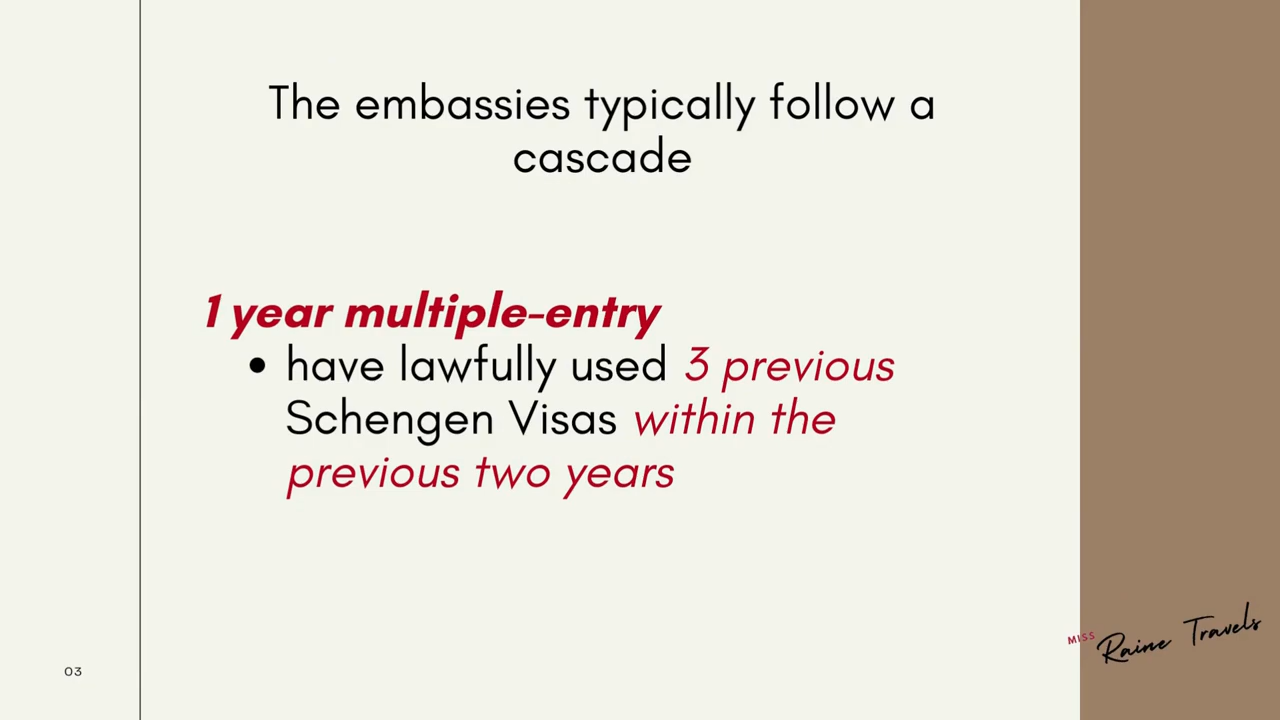 The embassies typically follow a
cascade
1 year multiple-entry
• have lawfully used 3 previous
Schengen Visas within the
previous two years
MISS Raine Travels
03